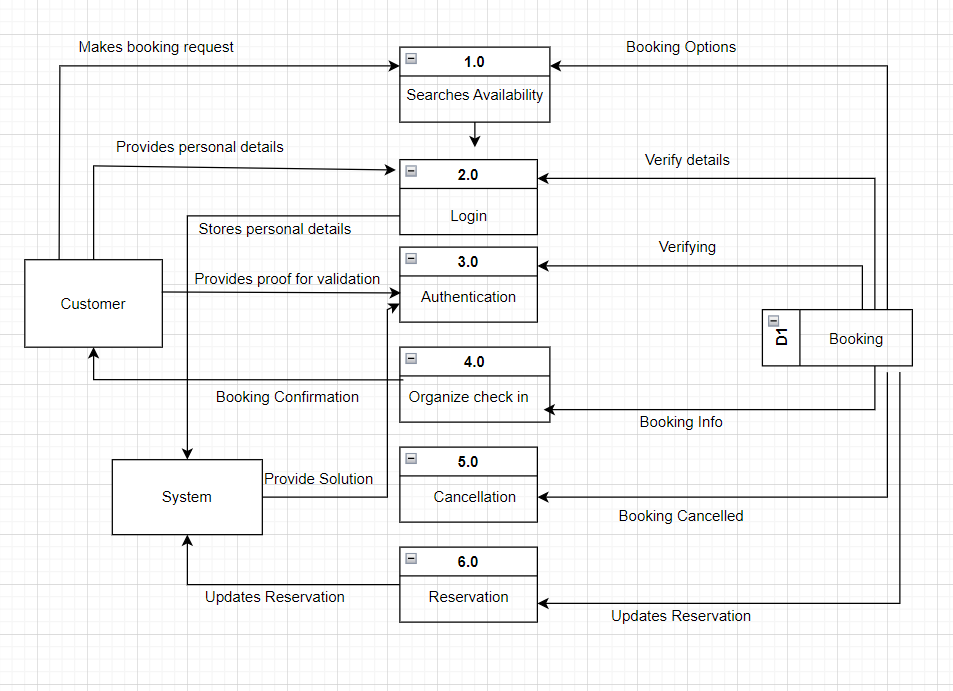 Makes booking request
Booking Options
1.0
Searches Availability
Provides personal details
Verify details
2.0
Login
Stores personal details
Verifying
3.0
Provides proof for validation
Authentication
Customer
D1
Booking
4.0
Booking Confirmation
Organize check in
Booking Info
5.0
Provide Solution
System
Cancellation
Booking Cancelled
6.0
Updates Reservation
Reservation
Updates Reservation